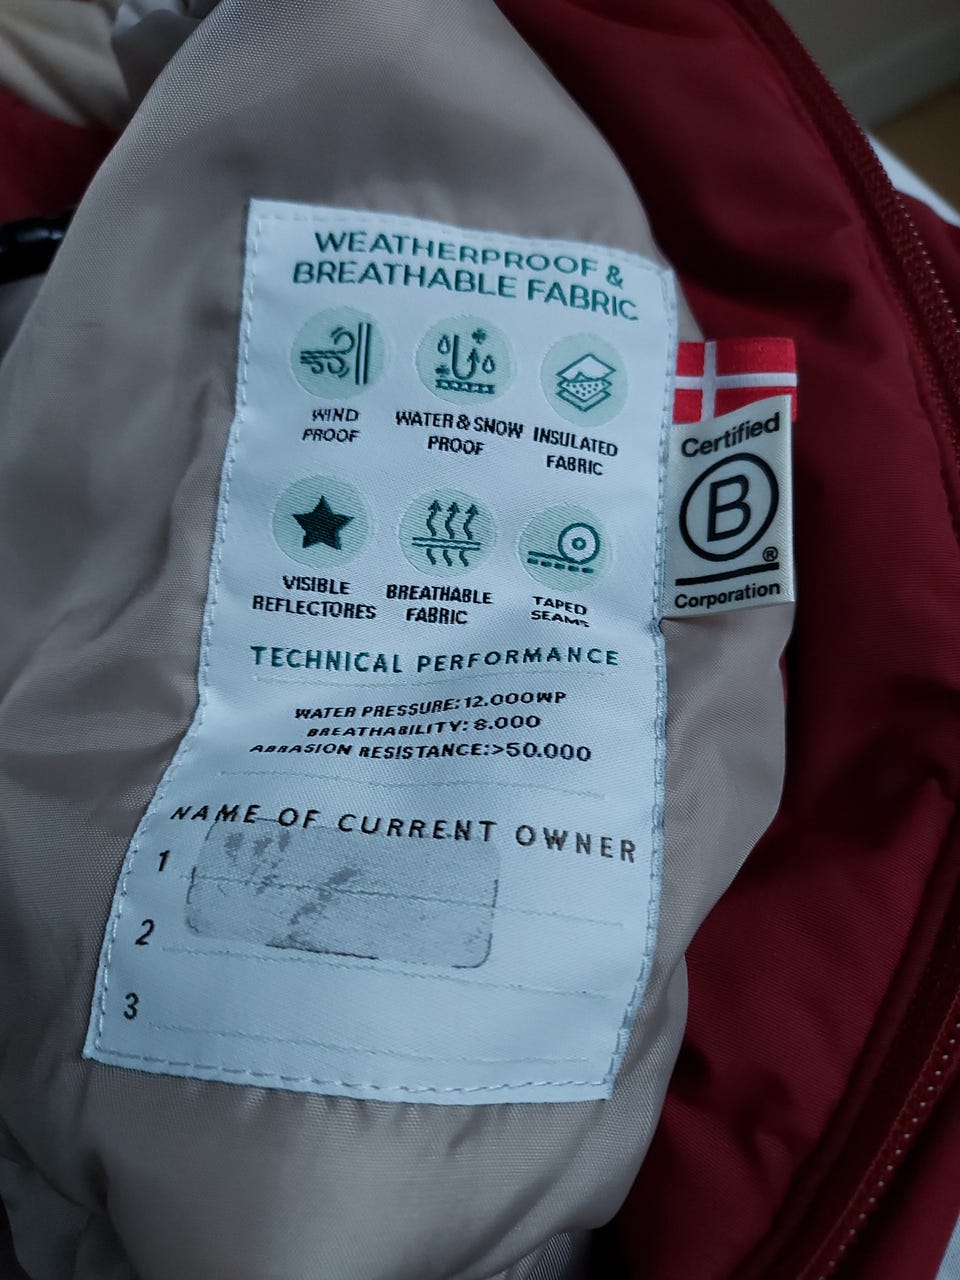 WEATHERPROOF &
BREATHABLE FABRIC
WIND
PROOF
WATER & SNOW
PROOF
INSULATED
FABRIC
VISIBLE
REFLECTORES
BREATHABLE
FABRIC
TAPED
SEAMS
TECHNICAL PERFORMANCE
WATER PRESSURE: 12.000WP
BREATHABILITY: 8.000
ABRASION RESISTANCE:>50.000
NAME OF CURRENT OWNER
1
2
3
Certified
B
®
Corporation